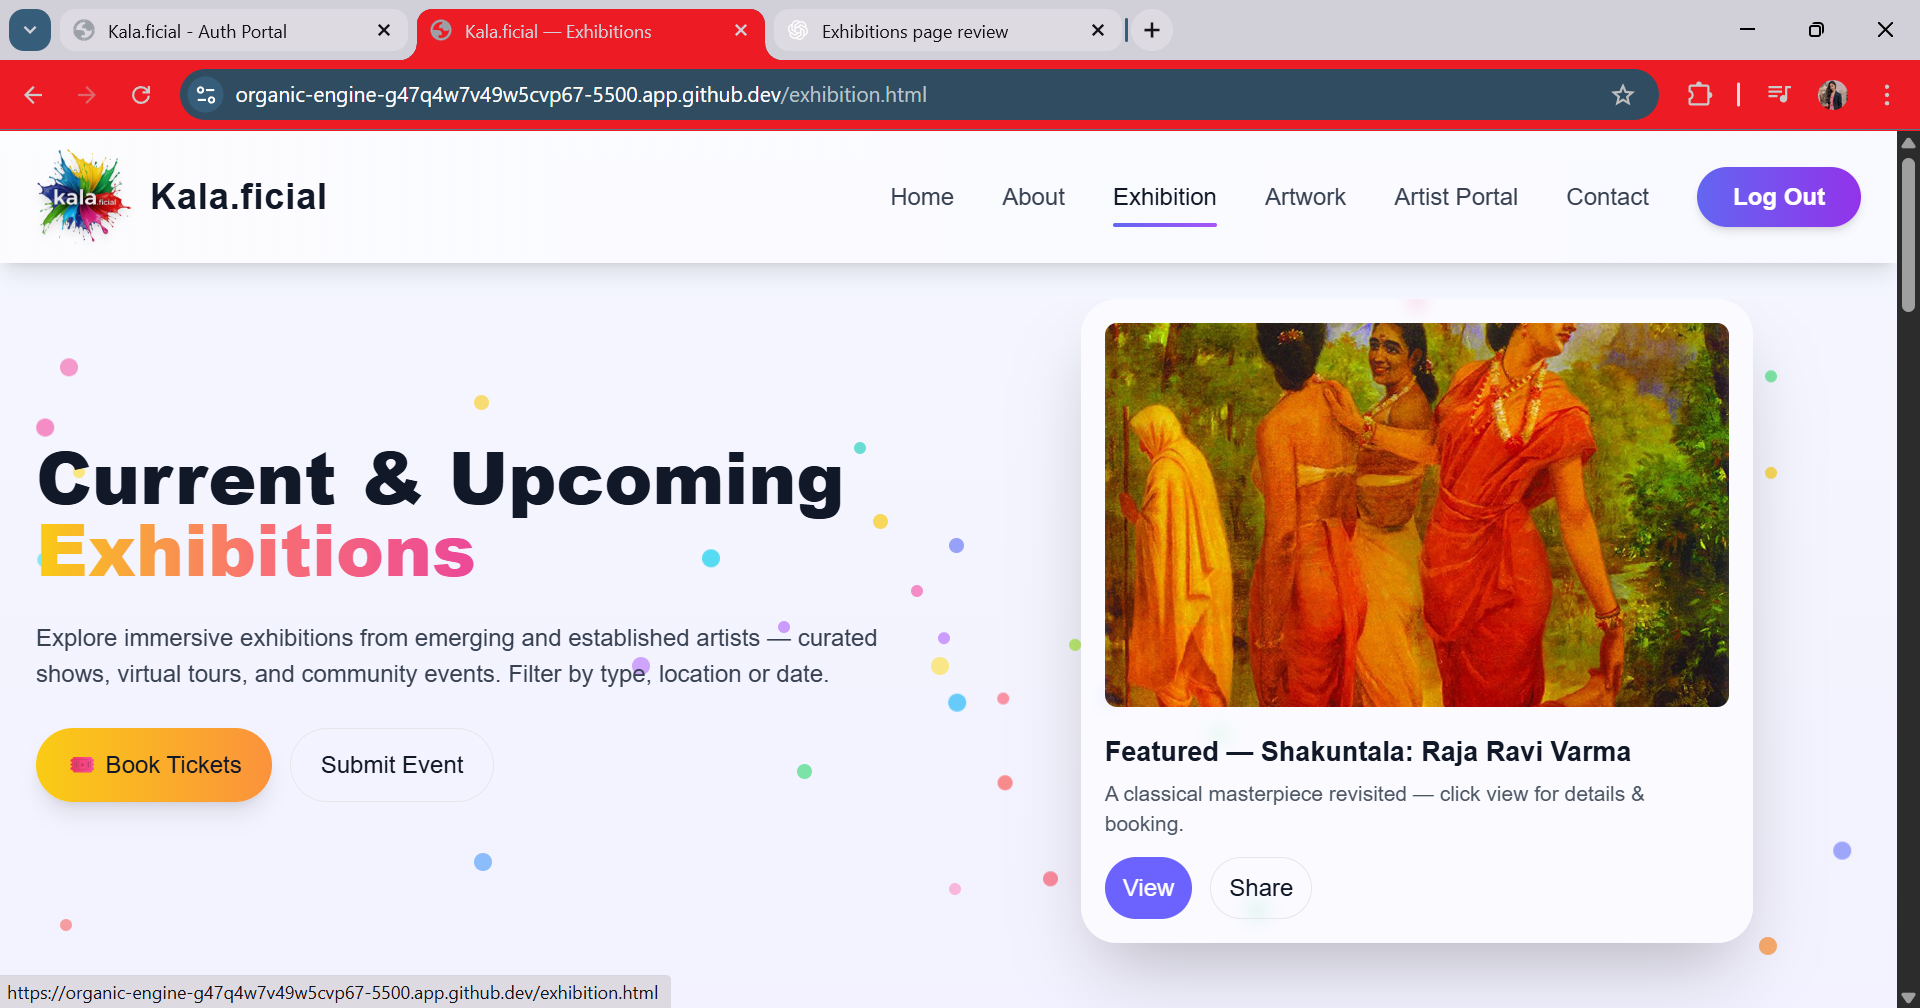 Kala.ficial - Auth Portal
Kala.ficial — Exhibitions
Exhibitions page review
organic-engine-g47q4w7v49w5cvp67-5500.app.github.dev/exhibition.html
kala.ficial
Kala.ficial
Home
About
Exhibition
Artwork
Artist Portal
Contact
Log Out
Current & Upcoming
Exhibitions
Explore immersive exhibitions from emerging and established artists — curated
shows, virtual tours, and community events. Filter by type, location or date.
Book Tickets
Submit Event
Featured — Shakuntala: Raja Ravi Varma
A classical masterpiece revisited — click view for details &
booking.
View
Share
https://organic-engine-g47q4w7v49w5cvp67-5500.app.github.dev/exhibition.html